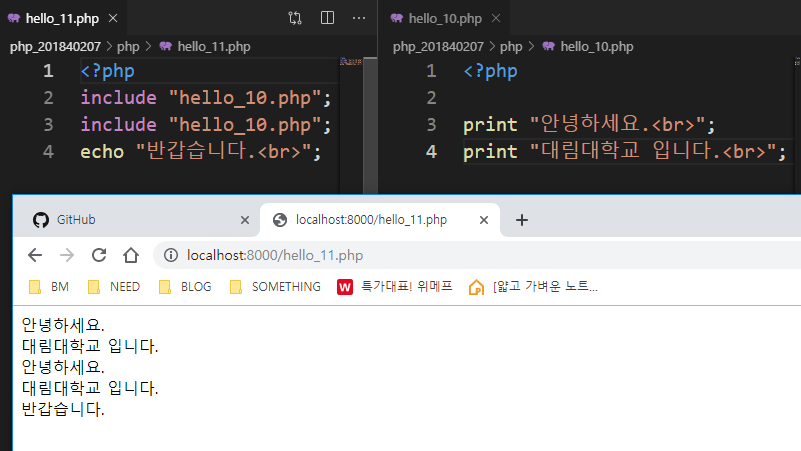 hello_11.php
php_201840207 > php > hello_11.php
1 <?php
2 include "hello_10.php";
3 include "hello_10.php";
4 echo "반갑습니다.<br>";
hello_10.php
php_201840207 > php > hello_10.php
1 <?php
2
3 print "안녕하세요.<br>";
4 print "대림대학교 입니다.<br>";
GitHub
localhost:8000/hello_11.php
localhost:8000/hello_11.php
BM NEED BLOG SOMETHING W 특가대표! 위메프 [얇고 가벼운 노트...
안녕하세요.
대림대학교 입니다.
안녕하세요.
대림대학교 입니다.
반갑습니다.